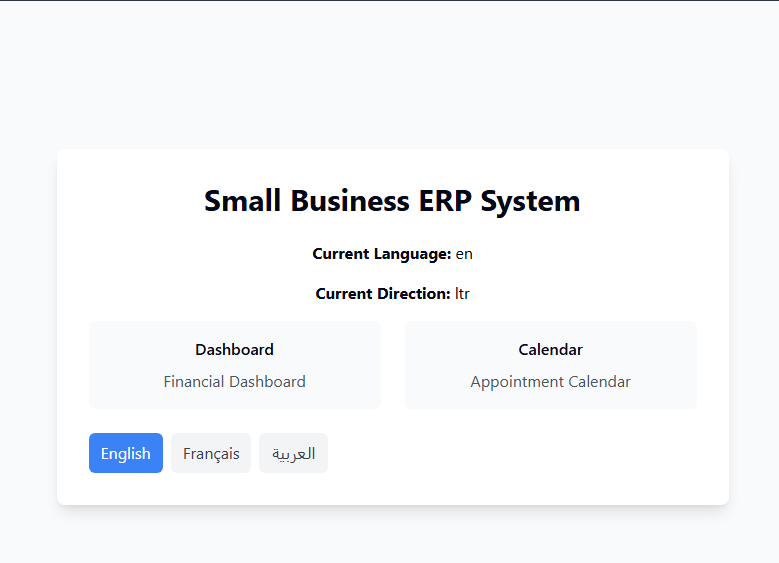 Small Business ERP System
Current Language: en
Current Direction: ltr
Dashboard
Financial Dashboard
Calendar
Appointment Calendar
English
Français
العربية